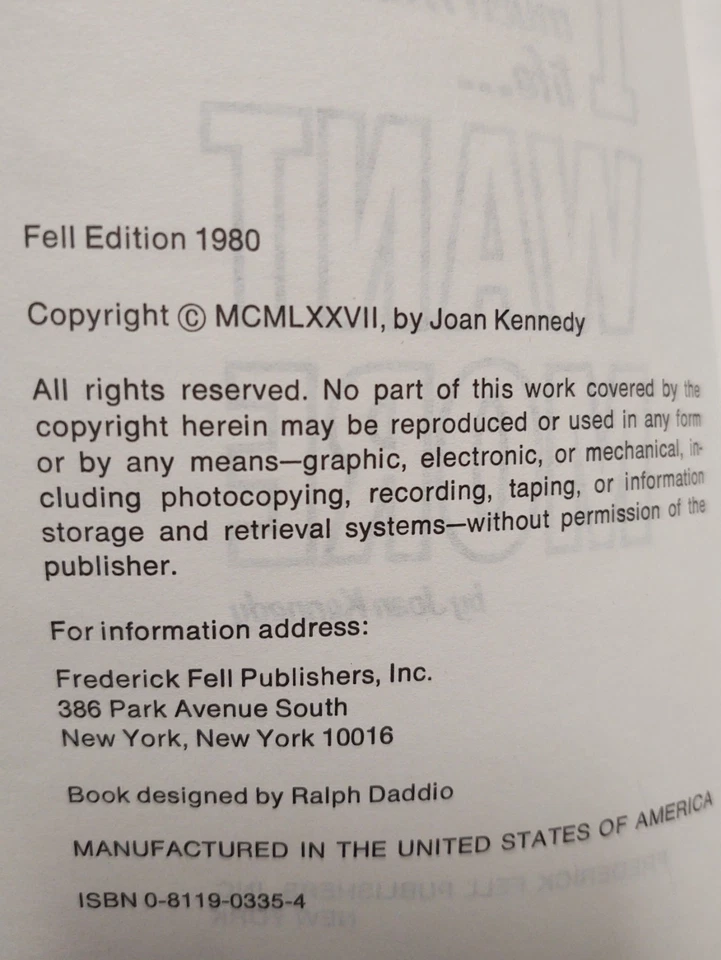 Fell Edition 1980
Copyright © MCMLXXVII, by Joan Kennedy
All rights reserved. No part of this work covered by the
copyright herein may be reproduced or used in any form
or by any means—graphic, electronic, or mechanical, in-
cluding photocopying, recording, taping, or information
storage and retrieval systems—without permission of the
publisher.
For information address:
Frederick Fell Publishers, Inc.
386 Park Avenue South
New York, New York 10016
Book designed by Ralph Daddio
MANUFACTURED IN THE UNITED STATES OF AMERICA
ISBN 0-8119-0335-4